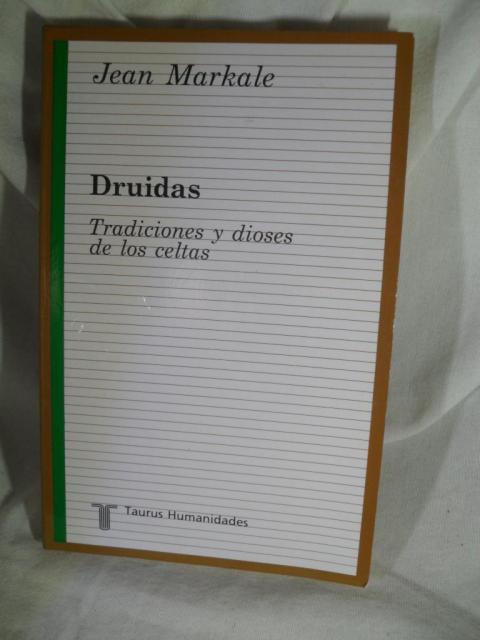 Jean Markale
Druidas
Tradiciones y dioses
de los celtas
Taurus Humanidades